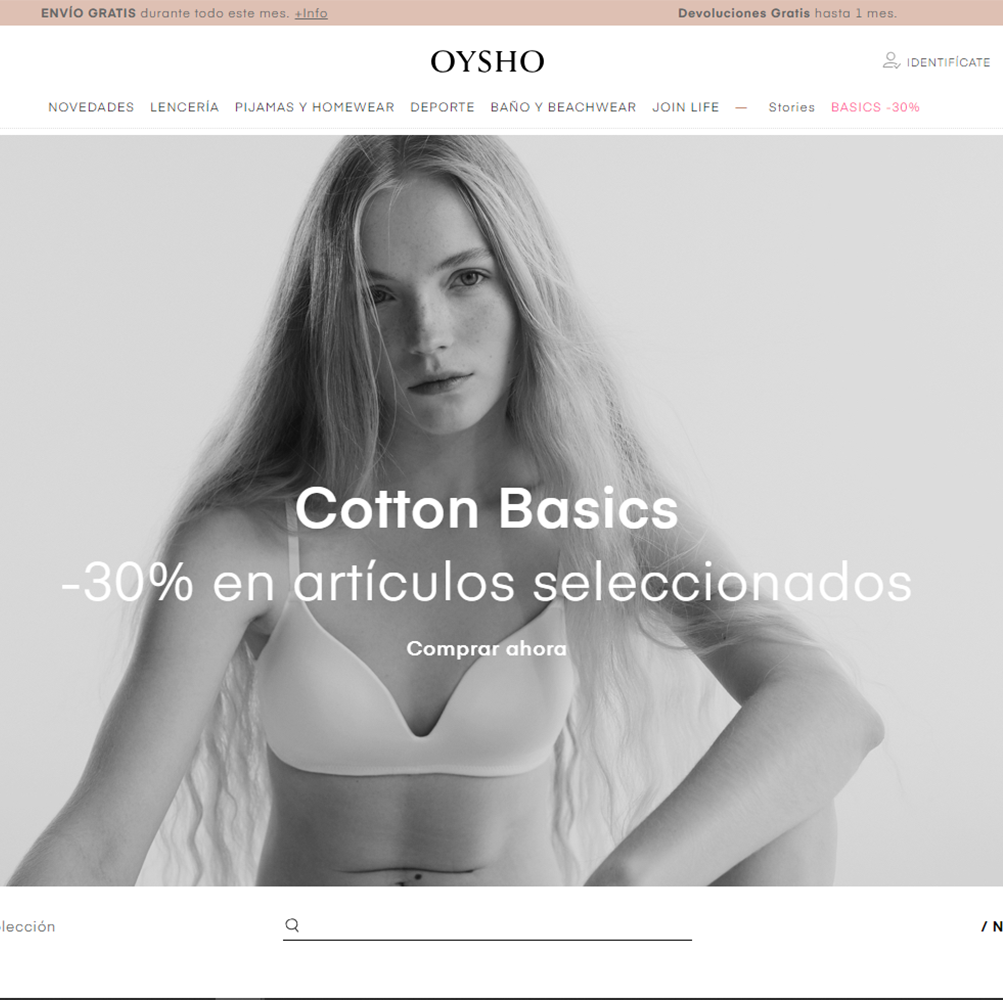 ENVÍO GRATIS durante todo este mes. +Info
Devoluciones Gratis hasta 1 mes.
OYSHO
IDENTIFÍCATE
NOVEDADES LENCERÍA PIJAMAS Y HOMEWEAR DEPORTE BAÑO Y BEACHWEAR JOIN LIFE — Stories BASICS -30%
Cotton Basics
-30% en artículos seleccionados
Comprar ahora
lección
/ N